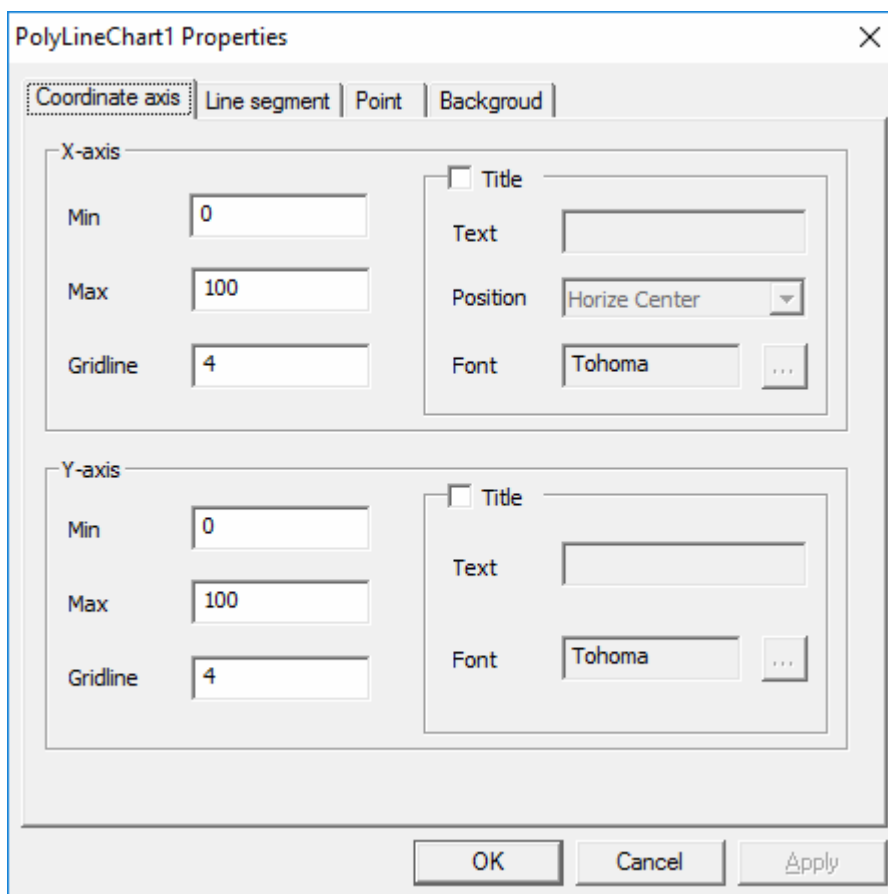 PolyLineChart1 Properties
Coordinate axis Line segment Point Backgroud
X-axis
Min 0
Max 100
Gridline 4
Title
Text
Position Horize Center
Font Tohoma ...
Y-axis
Min 0
Max 100
Gridline 4
Title
Text
Font Tohoma ...
OK Cancel Apply